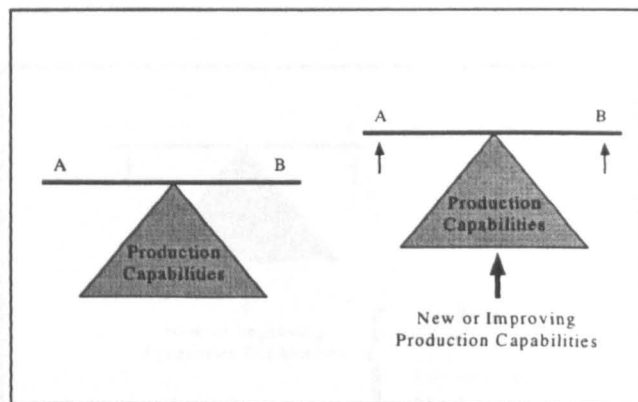 A B
Production
Capabilities
A B
Production
Capabilities
New or Improving
Production Capabilities